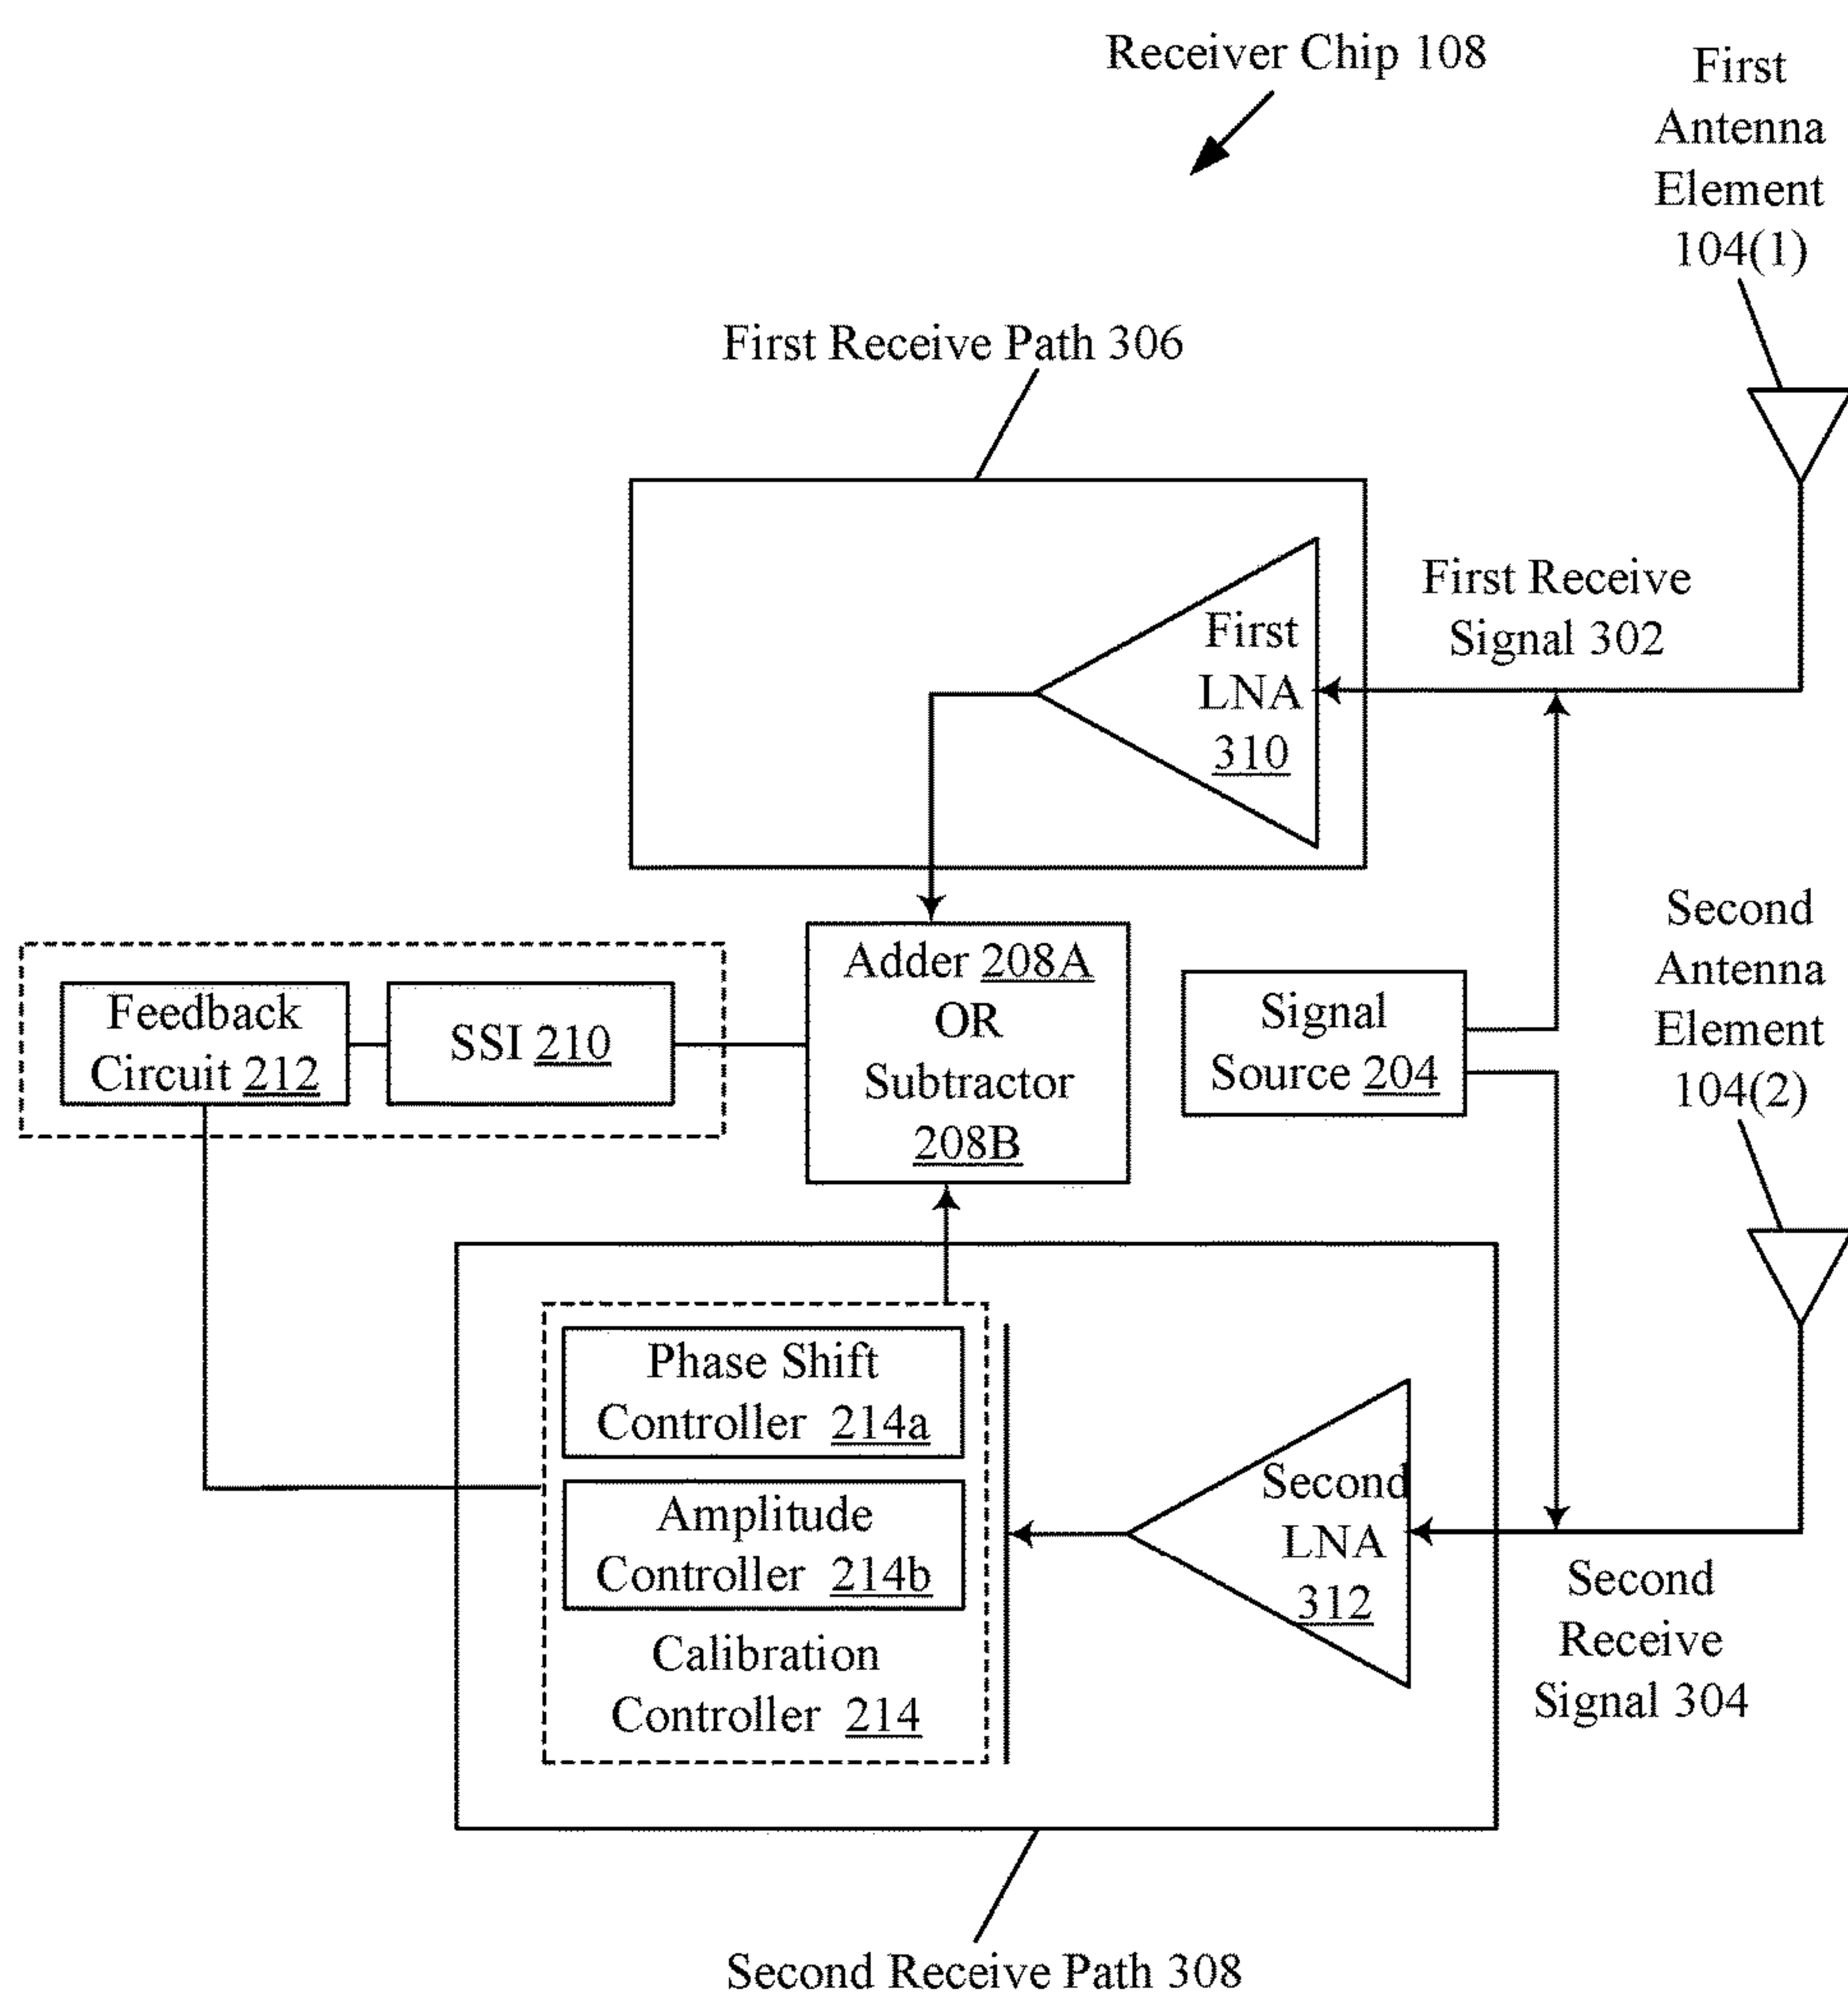 Receiver Chip 108
First
Antenna
Element
104(1)
First Receive Path 306
First Receive
Signal 302
First
LNA
310
Second
Antenna
Element
104(2)
Adder 208A
OR
Subtractor
208B
Signal
Source 204
Feedback
Circuit 212
SSI 210
Phase Shift
Controller 214a
Amplitude
Controller 214b
Calibration
Controller 214
Second
LNA
312
Second
Receive
Signal 304
Second Receive Path 308